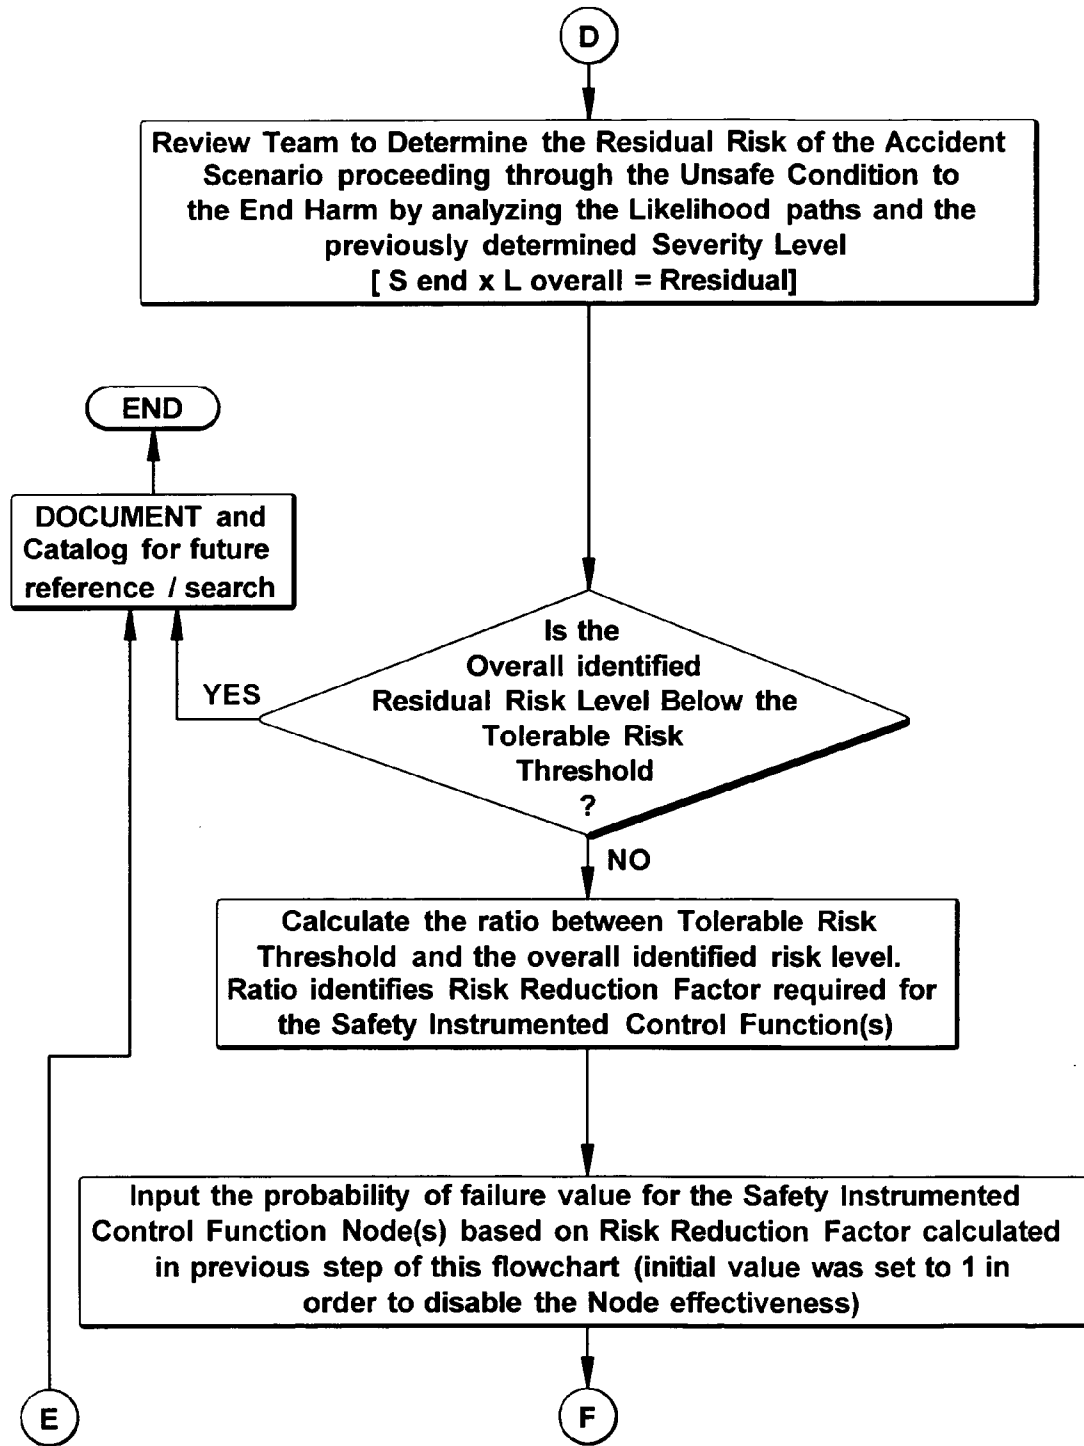 D
Review Team to Determine the Residual Risk of the Accident
Scenario proceeding through the Unsafe Condition to
the End Harm by analyzing the Likelihood paths and the
previously determined Severity Level
[ S end x L overall = Rresidual]
END
DOCUMENT and
Catalog for future
reference / search
Is the
Overall identified
Residual Risk Level Below the
Tolerable Risk
Threshold
?
YES
NO
Calculate the ratio between Tolerable Risk
Threshold and the overall identified risk level.
Ratio identifies Risk Reduction Factor required for
the Safety Instrumented Control Function(s)
Input the probability of failure value for the Safety Instrumented
Control Function Node(s) based on Risk Reduction Factor calculated
in previous step of this flowchart (initial value was set to 1 in
order to disable the Node effectiveness)
E
F